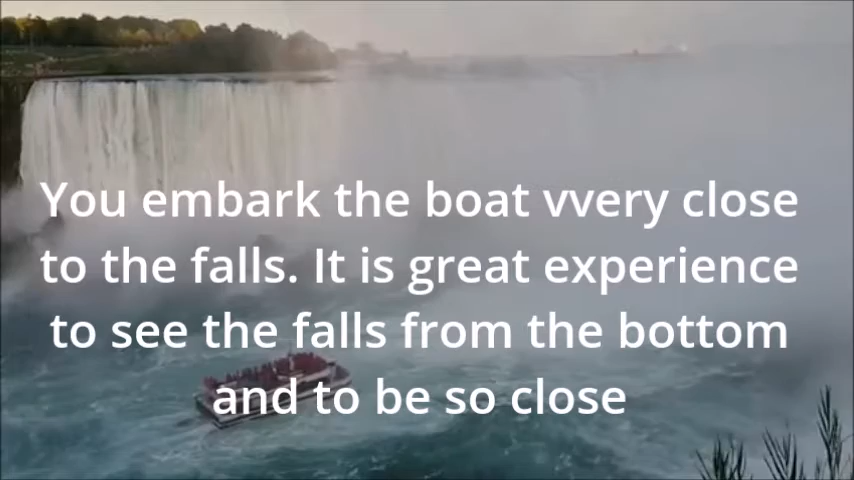 You embark the boat vvery close
to the falls. It is great experience
to see the falls from the bottom
and to be so close